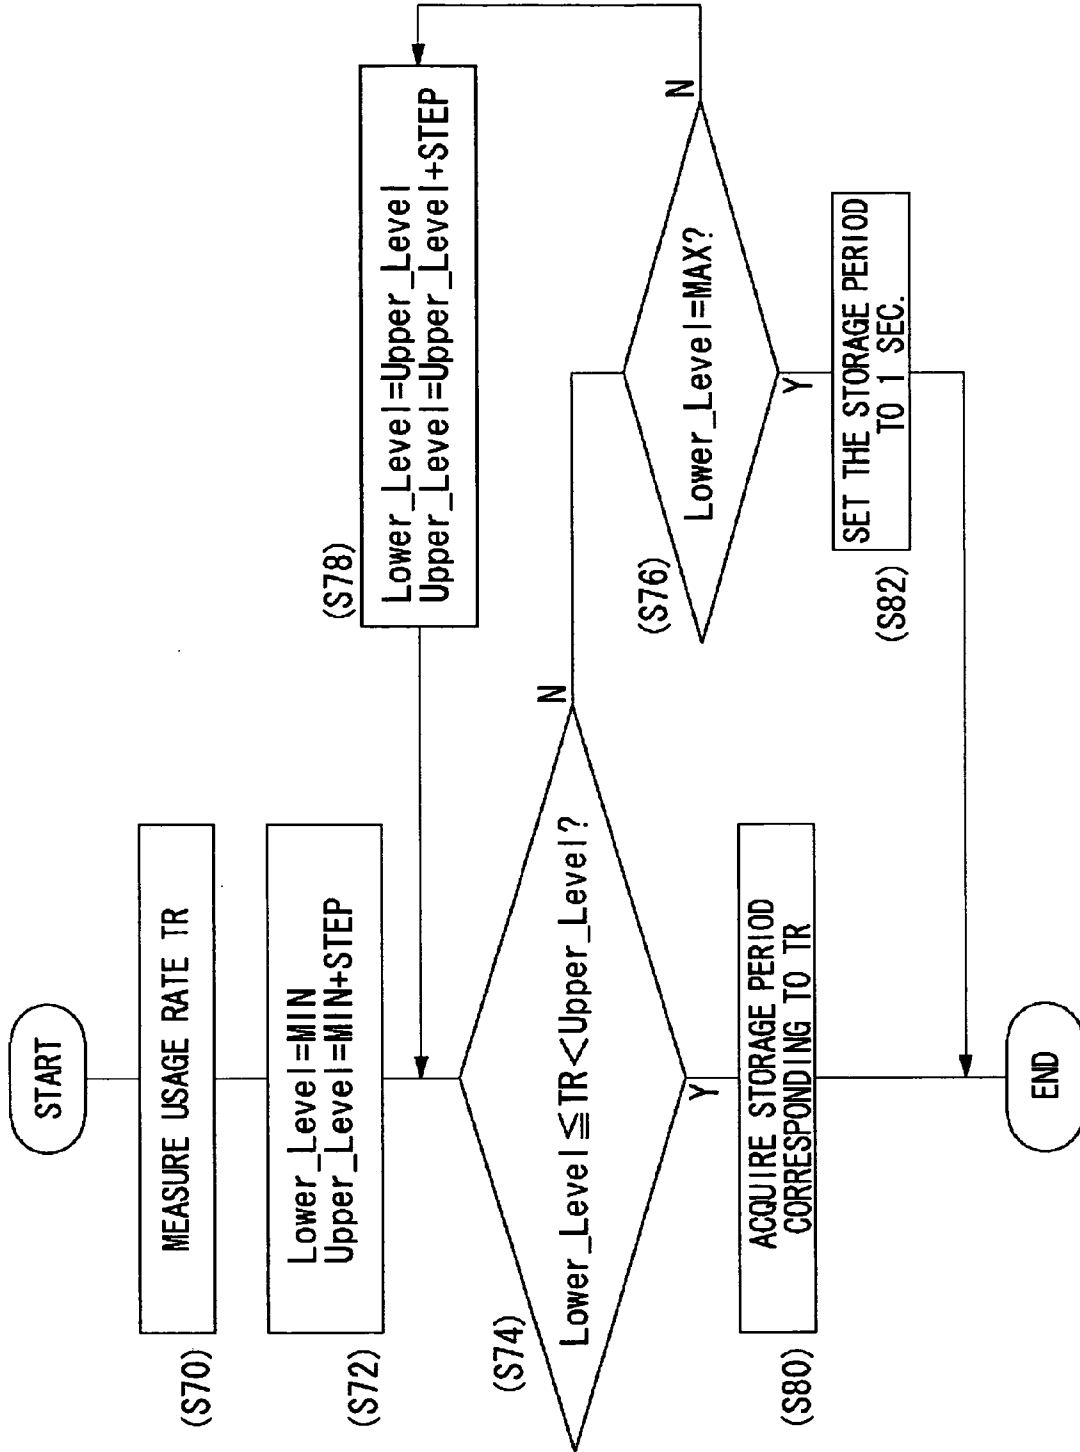 START
(S70)
MEASURE USAGE RATE TR
(S72)
Lower_Level=MIN
Upper_Level=MIN+STEP
(S78)
Lower_Level=Upper_Level
Upper_Level=Upper_Level+STEP
(S74)
Lower_Level≦TR<Upper_Level?
N
Y
(S76)
Lower_Level=MAX?
N
Y
(S80)
ACQUIRE STORAGE PERIOD
CORRESPONDING TO TR
(S82)
SET THE STORAGE PERIOD
TO 1 SEC.
END